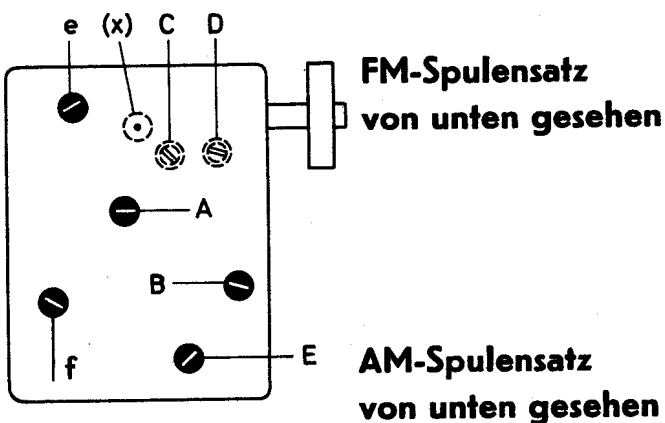 e (x) C D
FM-Spulensatz
von unten gesehen
A
B
f
E
AM-Spulensatz
von unten gesehen